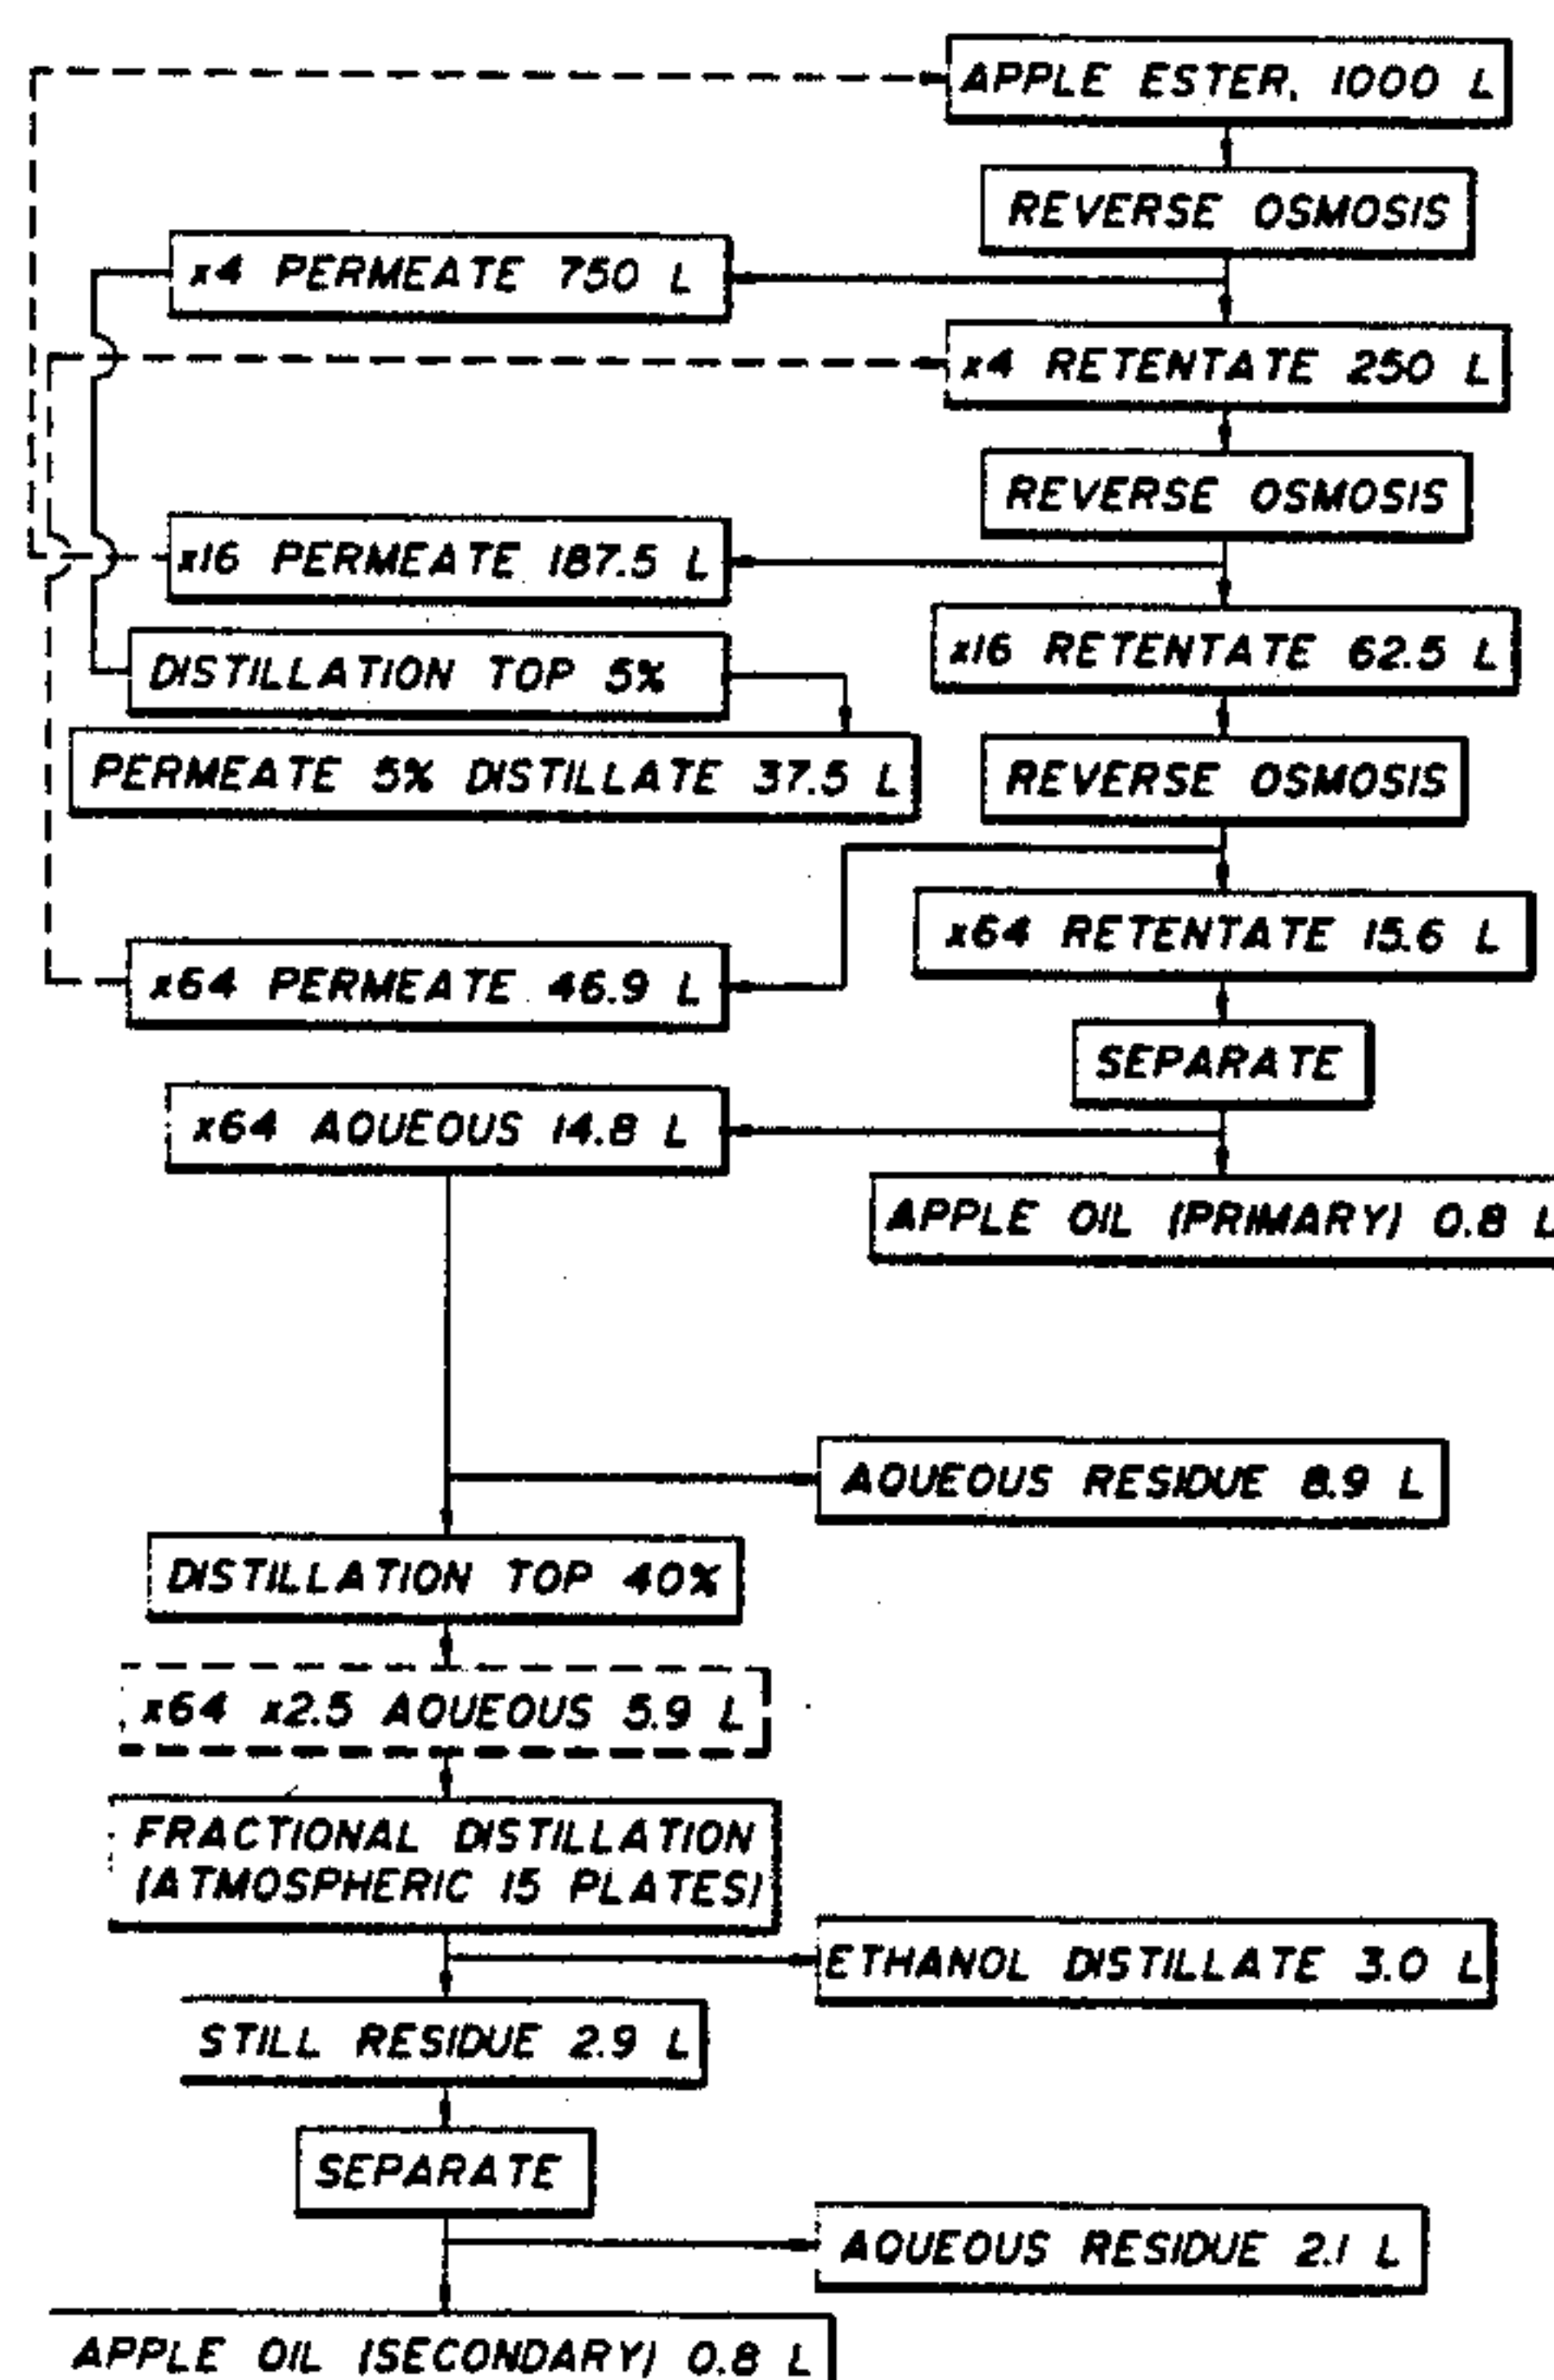 APPLE ESTER, 1000 L
REVERSE OSMOSIS
x4 PERMEATE 750 L
x4 RETENTATE 250 L
REVERSE OSMOSIS
x16 PERMEATE 187.5 L
x16 RETENTATE 62.5 L
DISTILLATION TOP 5%
PERMEATE 5% DISTILLATE 37.5 L
REVERSE OSMOSIS
x64 RETENTATE 15.6 L
x64 PERMEATE 46.9 L
SEPARATE
x64 AQUEOUS 14.8 L
APPLE OIL (PRIMARY) 0.8 L
AQUEOUS RESIDUE 8.9 L
DISTILLATION TOP 40%
x64 x2.5 AQUEOUS 5.9 L
FRACTIONAL DISTILLATION
(ATMOSPHERIC 15 PLATES)
ETHANOL DISTILLATE 3.0 L
STILL RESIDUE 2.9 L
SEPARATE
AQUEOUS RESIDUE 2.1 L
APPLE OIL (SECONDARY) 0.8 L